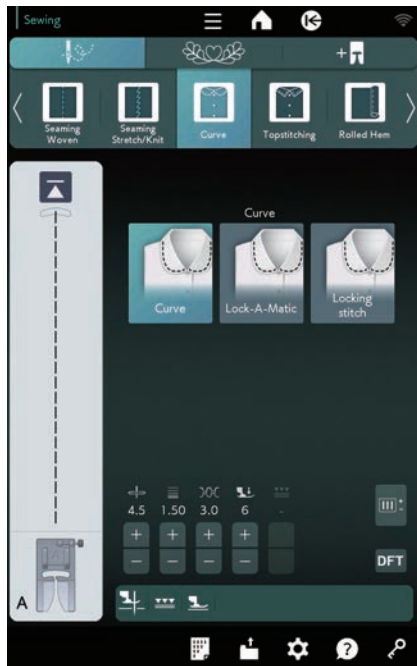 Sewing
Seaming
Woven
Seaming
Stretch/Knit
Curve
Topstitching
Rolled Hem
Curve
Curve
Lock-A-Matic
Locking
stitch
4.5 1.50 3.0 6 -
+ + + +
− − − −
DFT
A